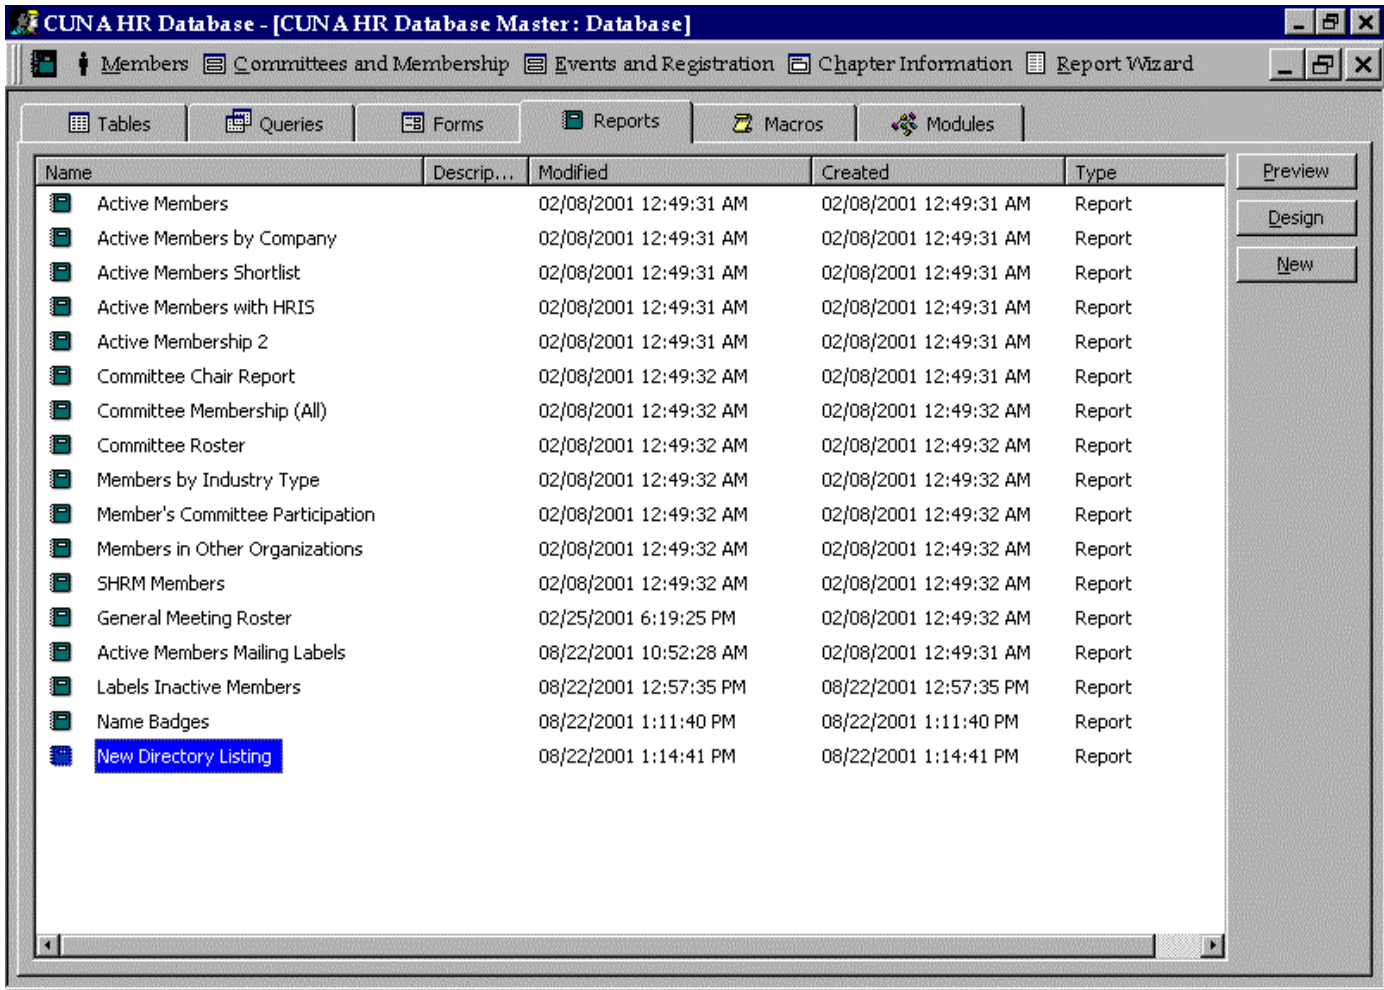 CUNA HR Database - [CUNA HR Database Master : Database]
Members Committees and Membership Events and Registration Chapter Information Report Wizard
Tables Queries Forms Reports Macros Modules
Name Descrip... Modified Created Type Preview
Active Members 02/08/2001 12:49:31 AM 02/08/2001 12:49:31 AM Report
Design
Active Members by Company 02/08/2001 12:49:31 AM 02/08/2001 12:49:31 AM Report
Active Members Shortlist 02/08/2001 12:49:31 AM 02/08/2001 12:49:31 AM Report New
Active Members with HRIS 02/08/2001 12:49:31 AM 02/08/2001 12:49:31 AM Report
Active Membership 2 02/08/2001 12:49:31 AM 02/08/2001 12:49:31 AM Report
Committee Chair Report 02/08/2001 12:49:32 AM 02/08/2001 12:49:31 AM Report
Committee Membership (All) 02/08/2001 12:49:32 AM 02/08/2001 12:49:32 AM Report
Committee Roster 02/08/2001 12:49:32 AM 02/08/2001 12:49:32 AM Report
Members by Industry Type 02/08/2001 12:49:32 AM 02/08/2001 12:49:32 AM Report
Member's Committee Participation 02/08/2001 12:49:32 AM 02/08/2001 12:49:32 AM Report
Members in Other Organizations 02/08/2001 12:49:32 AM 02/08/2001 12:49:32 AM Report
SHRM Members 02/08/2001 12:49:32 AM 02/08/2001 12:49:32 AM Report
General Meeting Roster 02/25/2001 6:19:25 PM 02/08/2001 12:49:32 AM Report
Active Members Mailing Labels 08/22/2001 10:52:28 AM 02/08/2001 12:49:31 AM Report
Labels Inactive Members 08/22/2001 12:57:35 PM 08/22/2001 12:57:35 PM Report
Name Badges 08/22/2001 1:11:40 PM 08/22/2001 1:11:40 PM Report
New Directory Listing 08/22/2001 1:14:41 PM 08/22/2001 1:14:41 PM Report